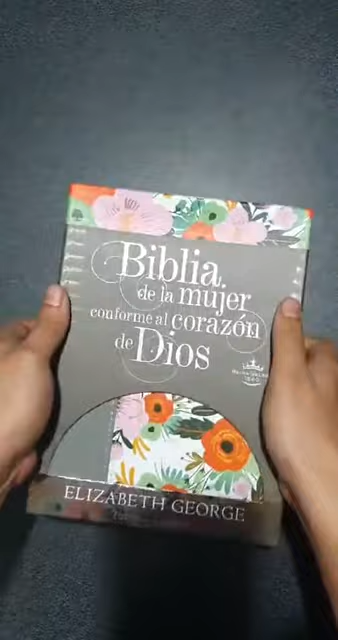 Biblia
de la mujer
conforme al corazón
de Dios
ELIZABETH GEORGE